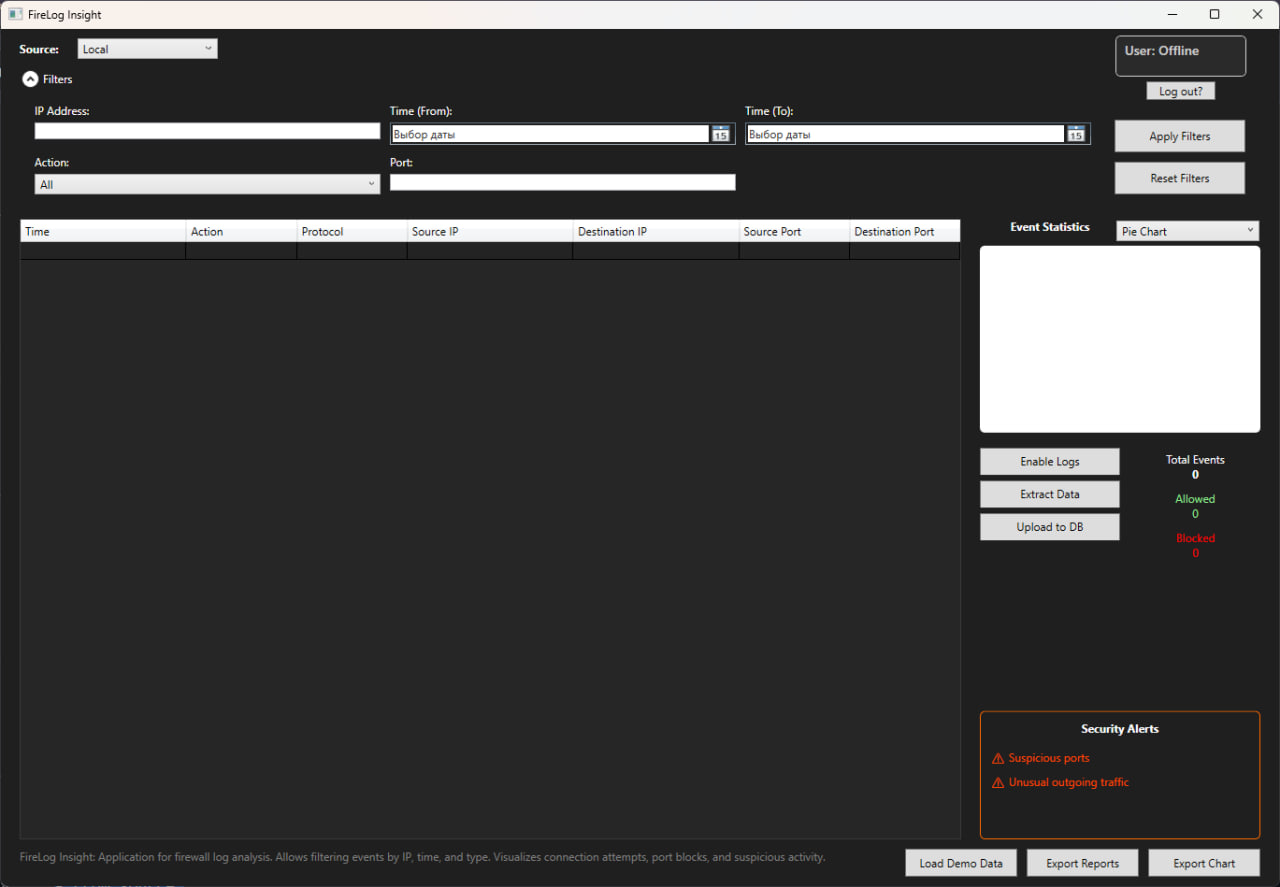 FireLog Insight
Source: Local
User: Offline
Filters
Log out?
IP Address: Time (From): Time (To):
Выбор даты 15 Выбор даты 15
Apply Filters
Action: Port:
All
Reset Filters
Time Action Protocol Source IP Destination IP Source Port Destination Port
Event Statistics Pie Chart
Enable Logs
Extract Data
Upload to DB
Total Events
0
Allowed
0
Blocked
0
Security Alerts
Suspicious ports
Unusual outgoing traffic
FireLog Insight: Application for firewall log analysis. Allows filtering events by IP, time, and type. Visualizes connection attempts, port blocks, and suspicious activity.
Load Demo Data Export Reports Export Chart